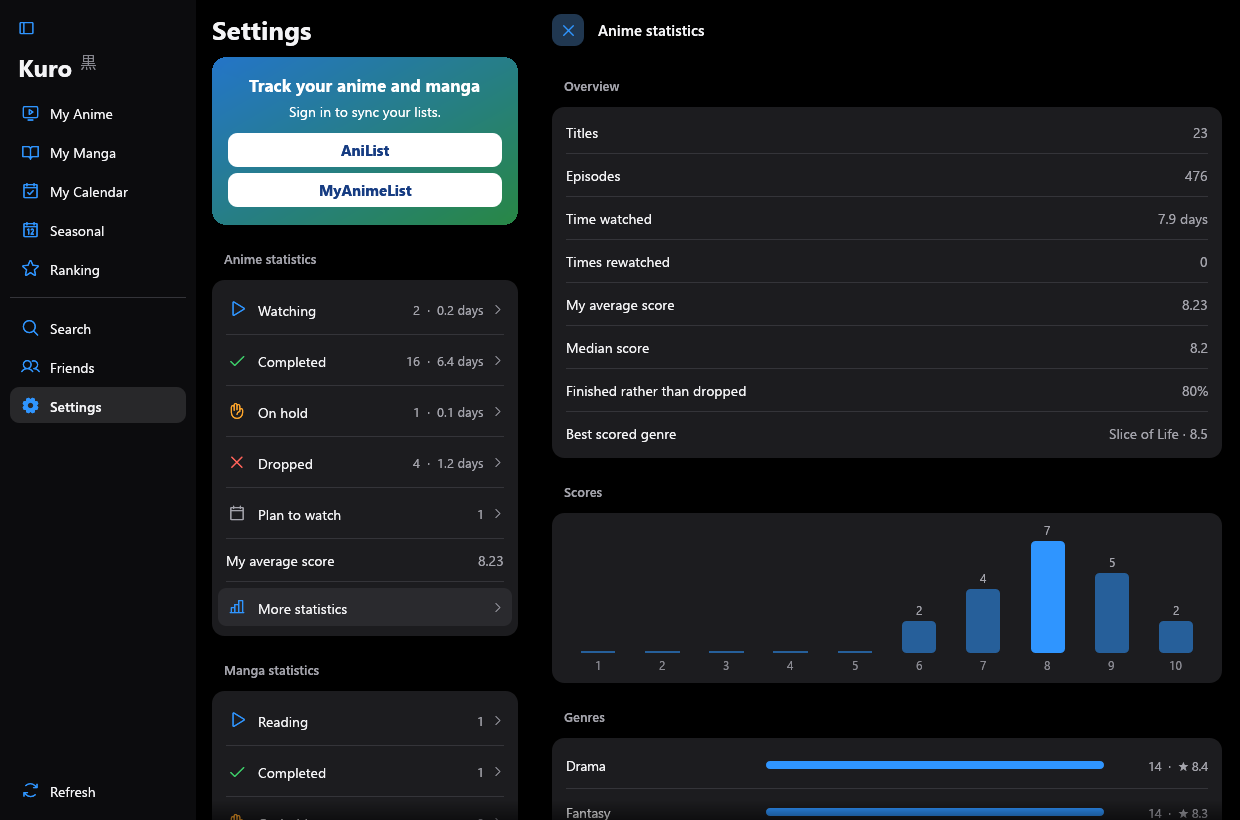 Kuro 黒
My Anime
My Manga
My Calendar
12 Seasonal
Ranking
Search
Friends
Settings
Refresh
Settings
Track your anime and manga
Sign in to sync your lists.
AniList
MyAnimeList
Anime statistics
Watching 2 · 0.2 days
Completed 16 · 6.4 days
On hold 1 · 0.1 days
Dropped 4 · 1.2 days
Plan to watch 1
My average score 8.23
More statistics
Manga statistics
Reading 1
Completed 1
Anime statistics
Overview
Titles 23
Episodes 476
Time watched 7.9 days
Times rewatched 0
My average score 8.23
Median score 8.2
Finished rather than dropped 80%
Best scored genre Slice of Life · 8.5
Scores
2 4 7 5 2
1 2 3 4 5 6 7 8 9 10
Genres
Drama 14 · ★ 8.4
Fantasy 14 · ★ 8.3